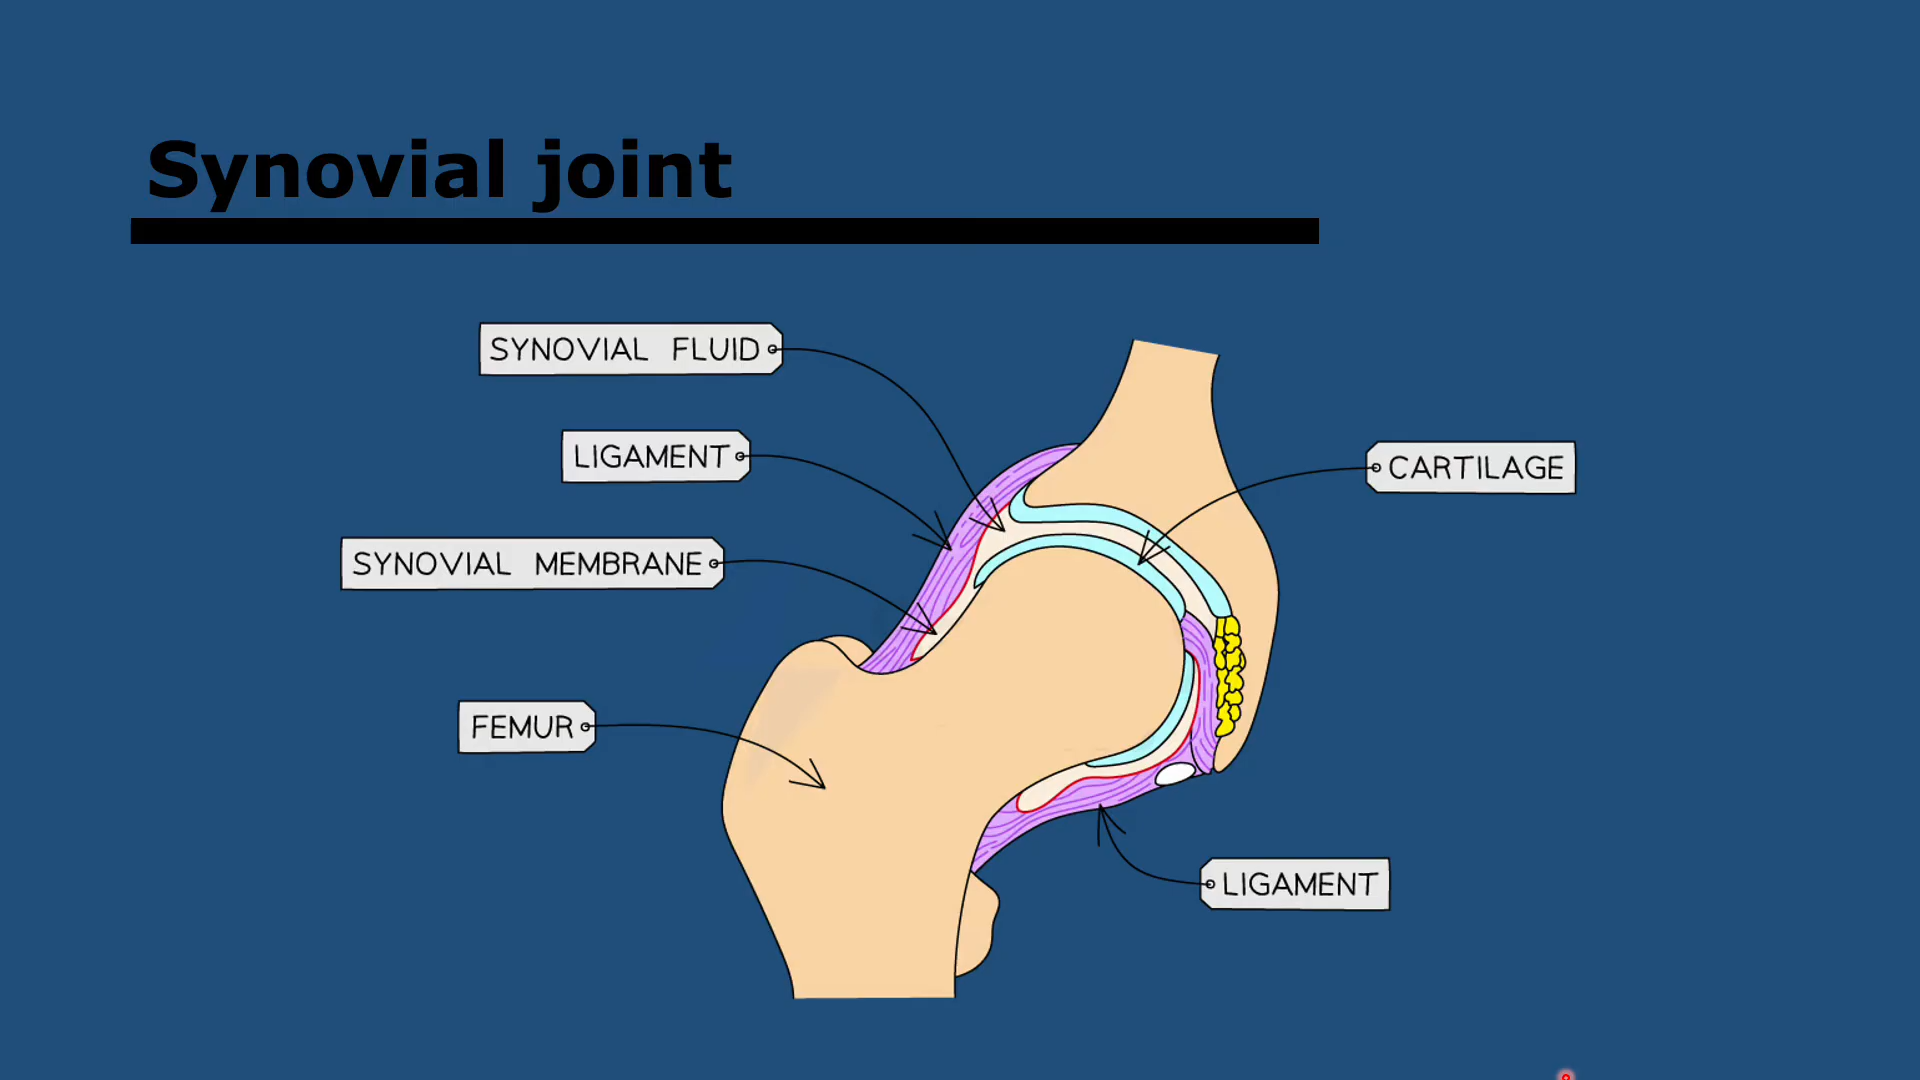 Synovial joint
SYNOVIAL FLUID
LIGAMENT
CARTILAGE
SYNOVIAL MEMBRANE
FEMUR
LIGAMENT